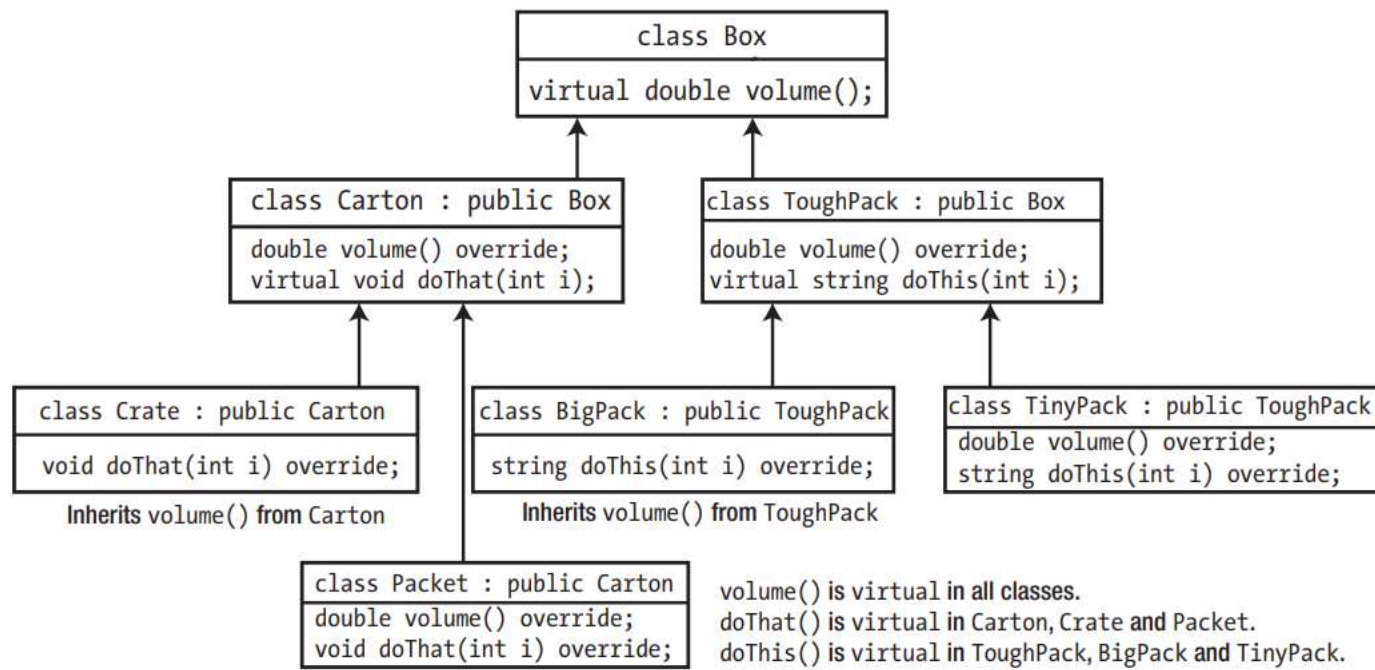 class Box
virtual double volume();
class Carton : public Box
double volume() override;
virtual void doThat(int i);
class ToughPack : public Box
double volume() override;
virtual string doThis(int i);
class Crate : public Carton
void doThat(int i) override;
Inherits volume() from Carton
class BigPack : public ToughPack
string doThis(int i) override;
Inherits volume() from ToughPack
class TinyPack : public ToughPack
double volume() override;
string doThis(int i) override;
class Packet : public Carton
double volume() override;
void doThat(int i) override;
volume() is virtual in all classes.
doThat() is virtual in Carton, Crate and Packet.
doThis() is virtual in ToughPack, BigPack and TinyPack.